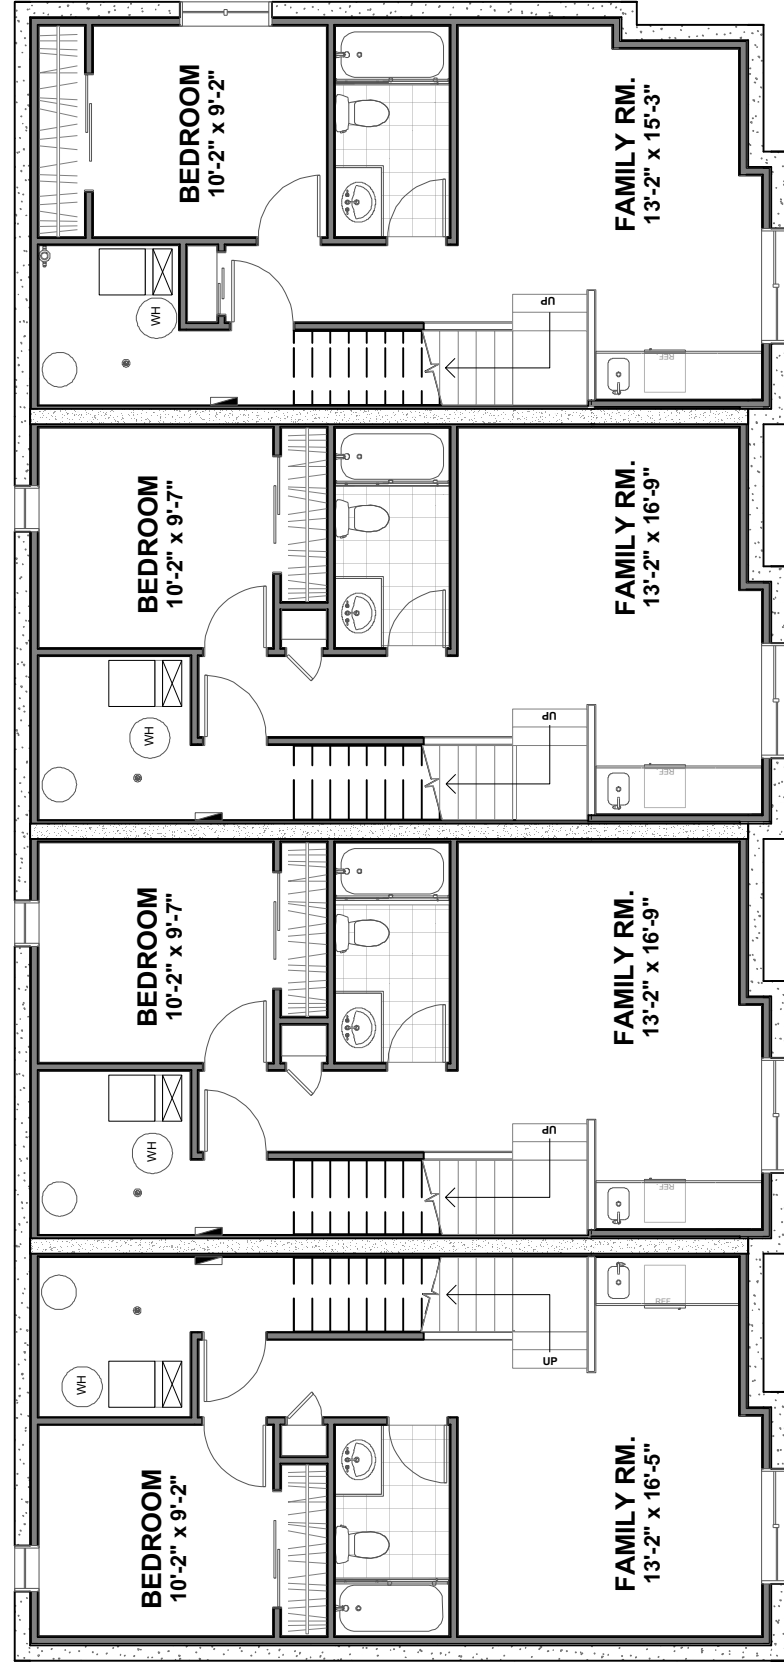 BEDROOM
10'-2" x 9'-2"
FAMILY RM.
13'-2" x 15'-3"
WH
UP
REF
BEDROOM
10'-2" x 9'-7"
FAMILY RM.
13'-2" x 16'-9"
WH
UP
REF
BEDROOM
10'-2" x 9'-7"
FAMILY RM.
13'-2" x 16'-9"
WH
UP
REF
WH
UP
REF
BEDROOM
10'-2" x 9'-2"
FAMILY RM.
13'-2" x 16'-5"